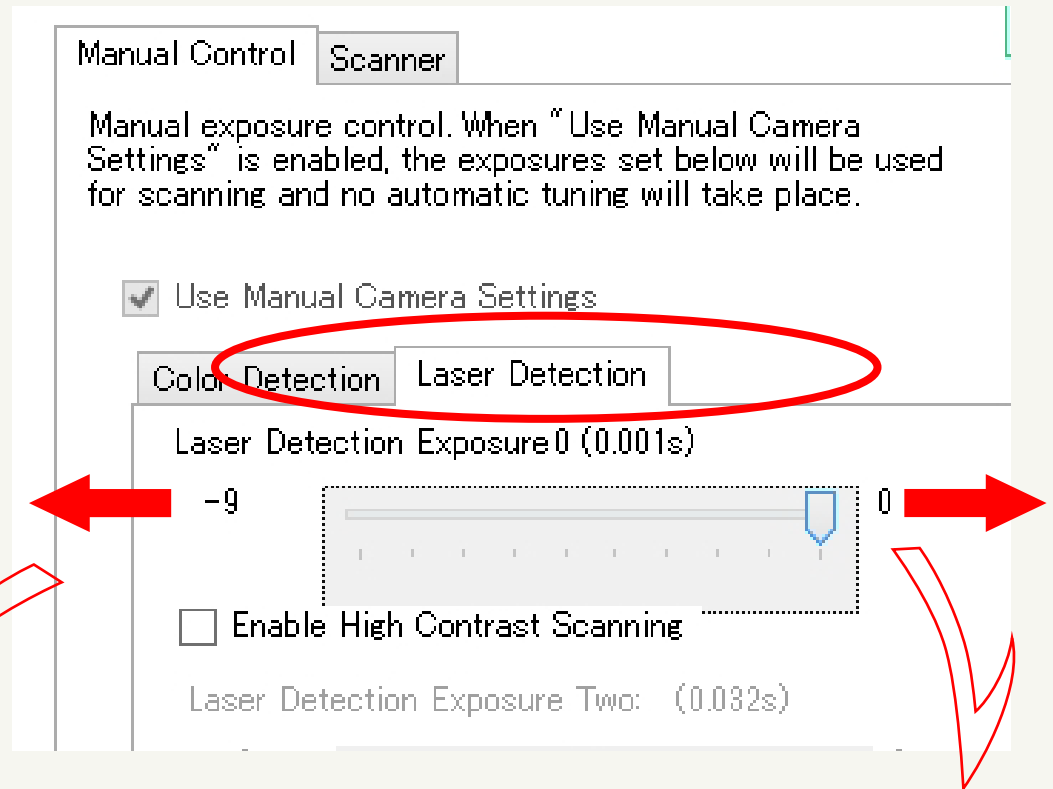 Manual Control
Scanner
Manual exposure control. When "Use Manual Camera
Settings" is enabled, the exposures set below will be used
for scanning and no automatic tuning will take place.
Use Manual Camera Settings
Color Detection
Laser Detection
Laser Detection Exposure 0 (0.001s)
-9
0
Enable High Contrast Scanning
Laser Detection Exposure Two: (0.032s)